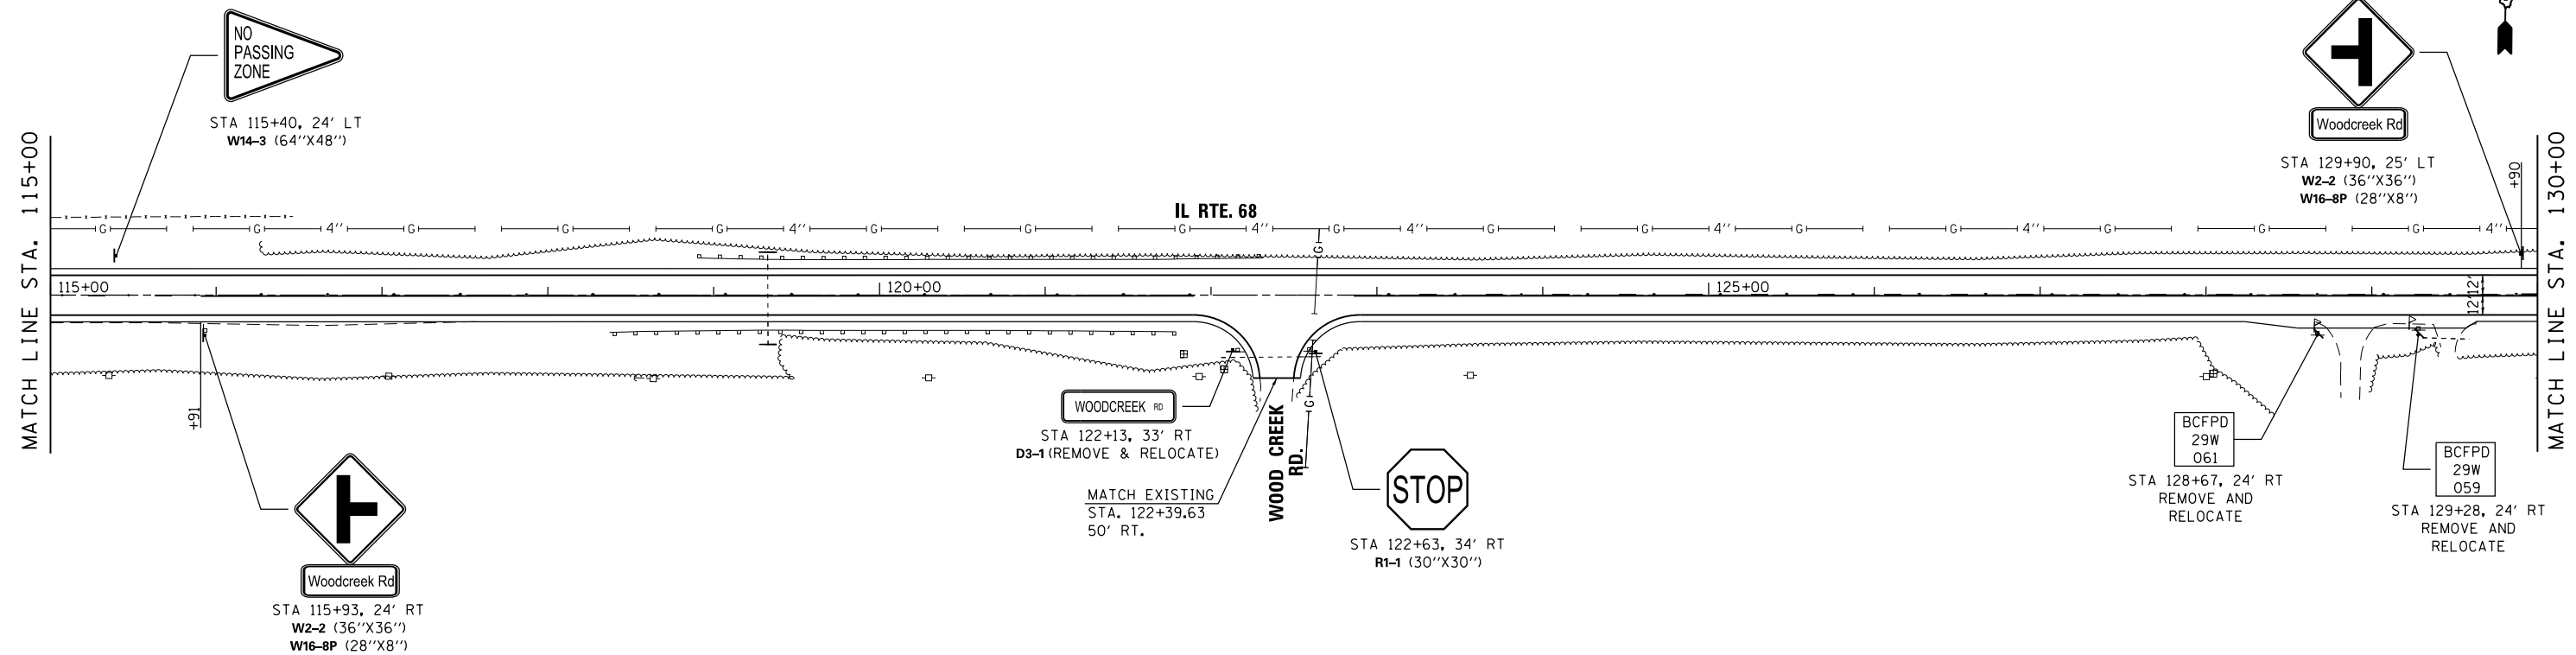 NO
PASSING
ZONE
STA 115+40, 24' LT
W14-3 (64''X48'')
MATCH LINE STA. 115+00
IL RTE. 68
G G 4'' G G G 4'' G G G 4'' G 4'' G G G 4'' G G G 4'' G G G 4''
G
115+00
120+00
125+00
12' 12'
+90
+91
Woodcreek Rd
STA 129+90, 25' LT
W2-2 (36''X36'')
W16-8P (28''X8'')
MATCH LINE STA. 130+00
Woodcreek Rd
STA 115+93, 24' RT
W2-2 (36''X36'')
W16-8P (28''X8'')
WOODCREEK RD
STA 122+13, 33' RT
D3-1 (REMOVE & RELOCATE)
MATCH EXISTING
STA. 122+39.63
50' RT.
WOOD CREEK
RD.
G
STOP
STA 122+63, 34' RT
R1-1 (30''X30'')
BCFPD
29W
061
STA 128+67, 24' RT
REMOVE AND
RELOCATE
BCFPD
29W
059
STA 129+28, 24' RT
REMOVE AND
RELOCATE